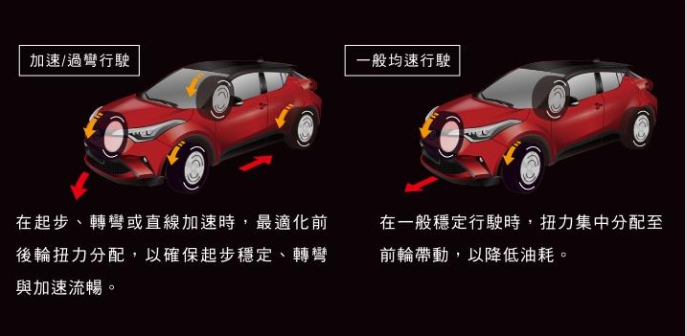 加速/過彎行駛
一般均速行駛
在起步、轉彎或直線加速時，最適化前
後輪扭力分配，以確保起步穩定、轉彎
與加速流暢。
在一般穩定行駛時，扭力集中分配至
前輪帶動，以降低油耗。